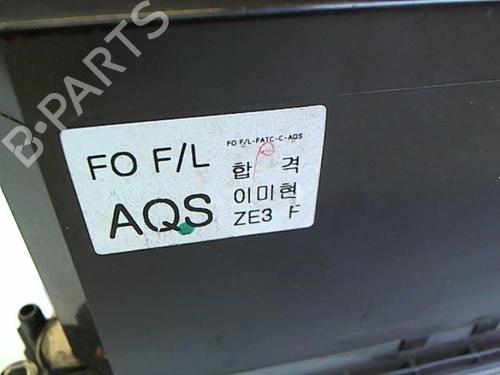 B-PARTS
FO F/L-FATC-C-AQS
FO F/L
합 격
AQS
이미현
ZE3 F